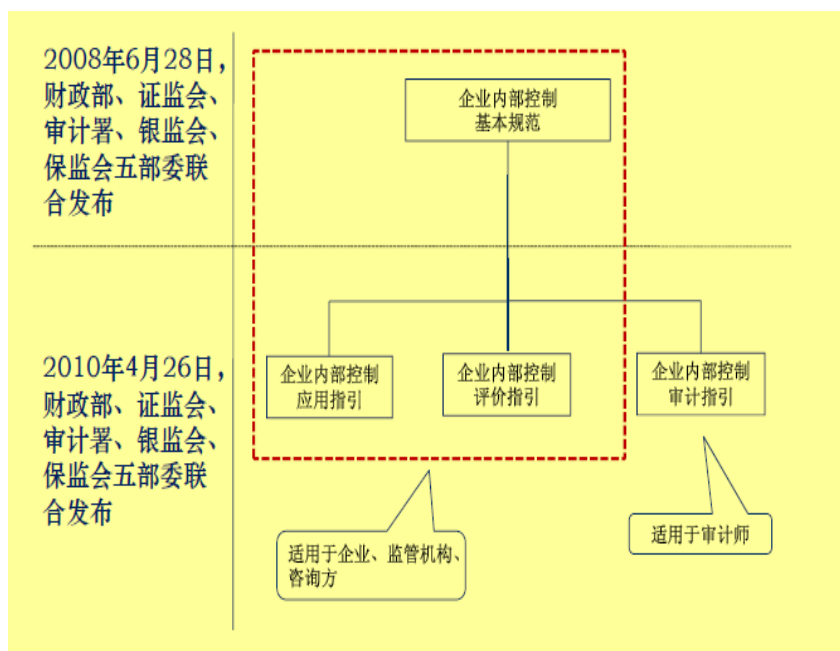 2008年6月28日，
财政部、证监会、
审计署、银监会、
保监会五部委联
合发布
企业内部控制
基本规范
2010年4月26日，
财政部、证监会、
审计署、银监会、
保监会五部委联
合发布
企业内部控制
应用指引
企业内部控制
评价指引
企业内部控制
审计指引
适用于企业、监管机构、
咨询方
适用于审计师